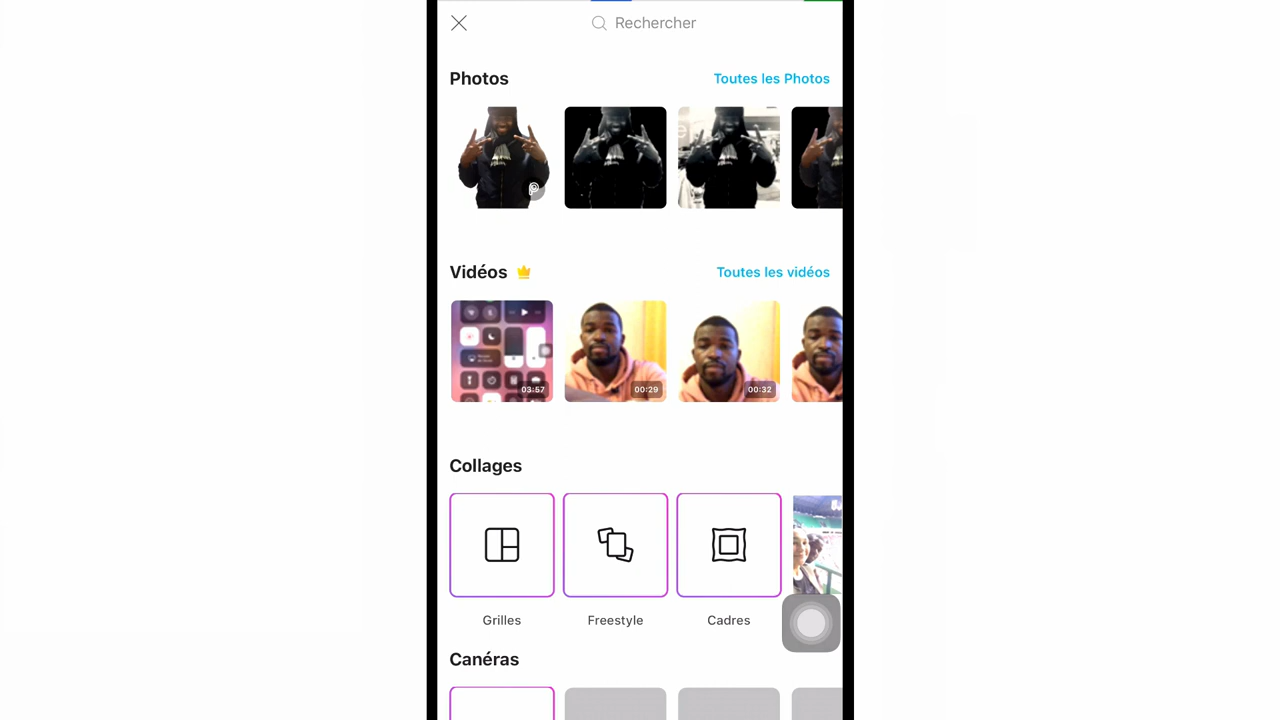 Rechercher
Photos
Toutes les Photos
Vidéos
Toutes les vidéos
03:57
00:29
00:32
Collages
Grilles
Freestyle
Cadres
Canéras